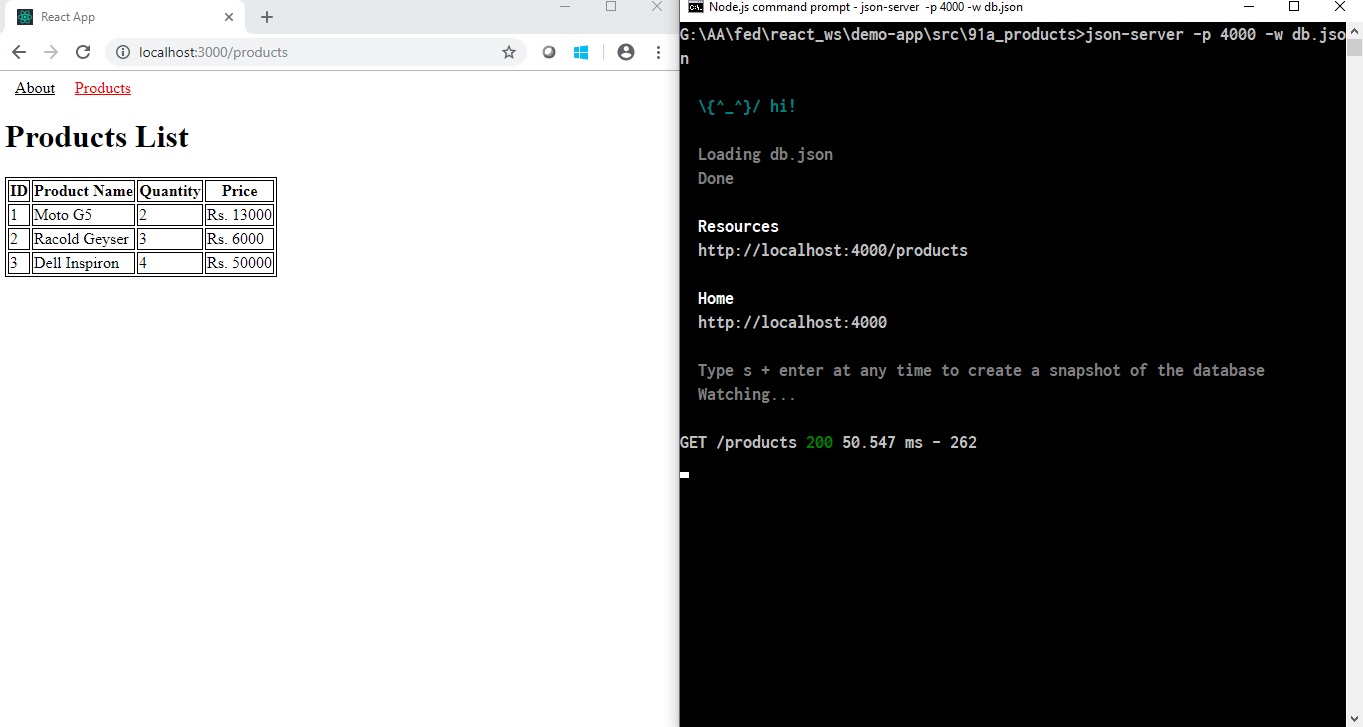 React App
localhost:3000/products
About Products
Products List
ID Product Name Quantity Price
1 Moto G5 2 Rs. 13000
2 Racold Geyser 3 Rs. 6000
3 Dell Inspiron 4 Rs. 50000
Node.js command prompt - json-server -p 4000 -w db.json
G:\AA\fed\react_ws\demo-app\src\91a_products>json-server -p 4000 -w db.jso
n
\{^_^}/ hi!
Loading db.json
Done
Resources
http://localhost:4000/products
Home
http://localhost:4000
Type s + enter at any time to create a snapshot of the database
Watching...
GET /products 200 50.547 ms - 262